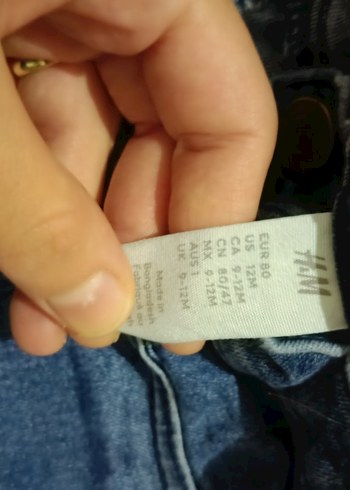 H&M
EUR 80
US 12M
CA 9-12M
CN 80/47
MX 9-12M
AUS 1
UK 9-12M
Made in
Bangladesh